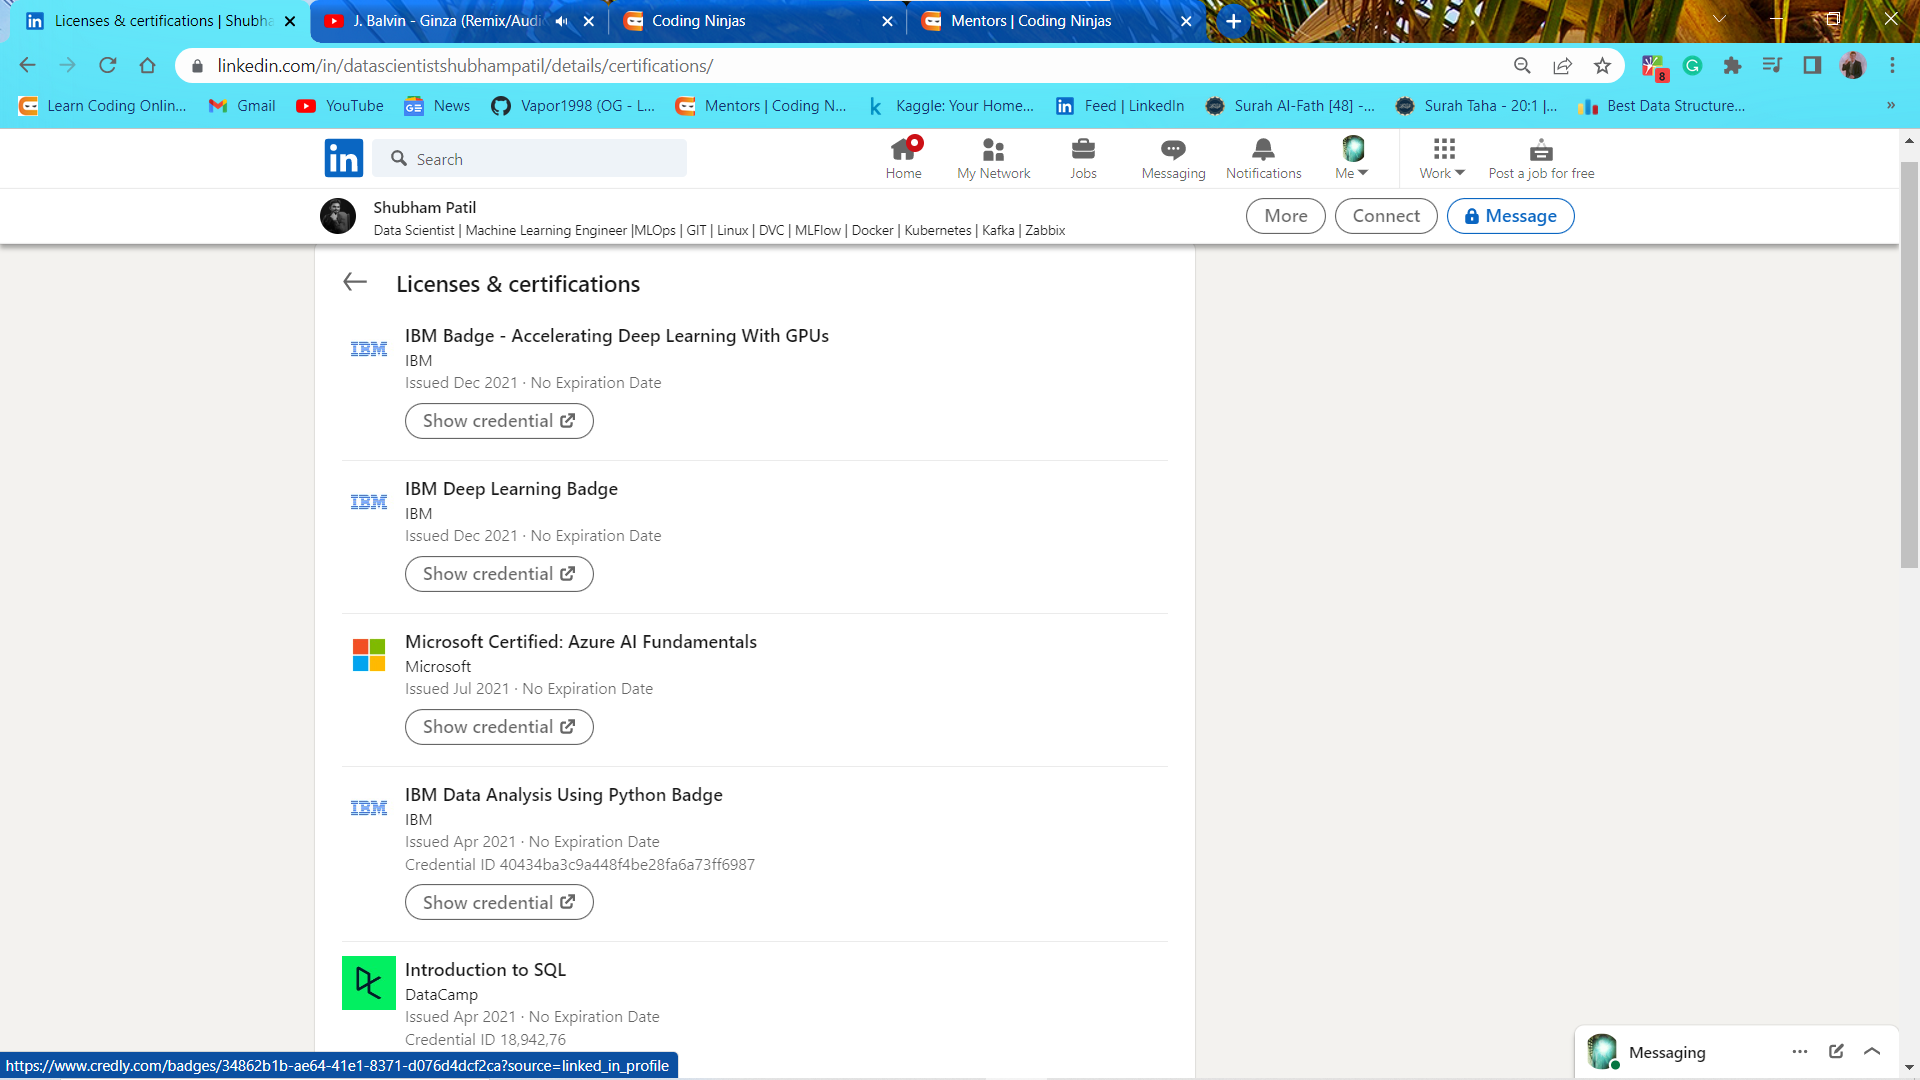 Licenses & certifications | Shubha
J. Balvin - Ginza (Remix/Audi
Coding Ninjas
Mentors | Coding Ninjas
linkedin.com/in/datascientistshubhampatil/details/certifications/
8
Learn Coding Onlin...
Gmail
YouTube
News
Vapor1998 (OG - L...
Mentors | Coding N...
Kaggle: Your Home...
Feed | LinkedIn
Surah Al-Fath [48] -...
Surah Taha - 20:1 |...
Best Data Structure...
»
in
Search
Home
My Network
Jobs
Messaging
Notifications
Me
Work
Post a job for free
Shubham Patil
Data Scientist | Machine Learning Engineer |MLOps | GIT | Linux | DVC | MLFlow | Docker | Kubernetes | Kafka | Zabbix
More
Connect
Message
Licenses & certifications
IBM
IBM Badge - Accelerating Deep Learning With GPUs
IBM
Issued Dec 2021 · No Expiration Date
Show credential
IBM
IBM Deep Learning Badge
IBM
Issued Dec 2021 · No Expiration Date
Show credential
Microsoft Certified: Azure AI Fundamentals
Microsoft
Issued Jul 2021 · No Expiration Date
Show credential
IBM
IBM Data Analysis Using Python Badge
IBM
Issued Apr 2021 · No Expiration Date
Credential ID 40434ba3c9a448f4be28fa6a73ff6987
Show credential
Introduction to SQL
DataCamp
Issued Apr 2021 · No Expiration Date
Credential ID 18,942,76
https://www.credly.com/badges/34862b1b-ae64-41e1-8371-d076d4dcf2ca?source=linked_in_profile
Messaging